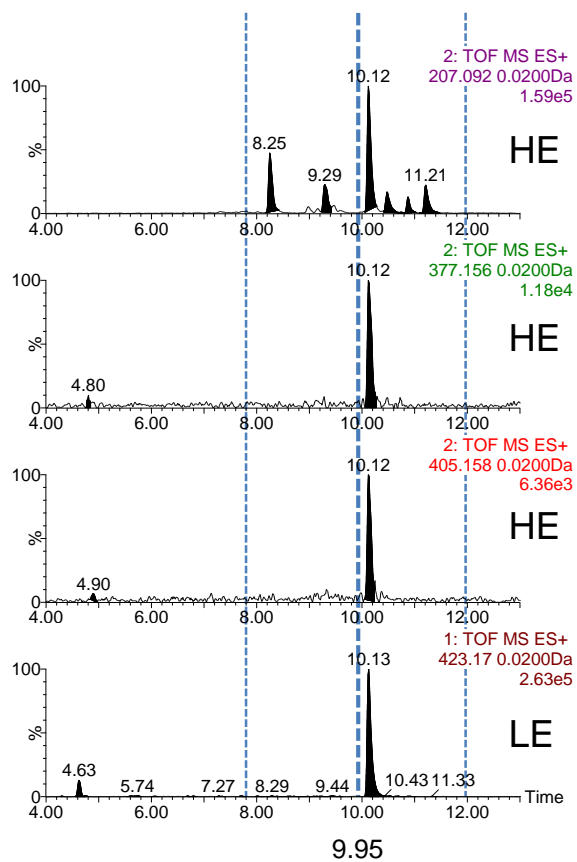 2: TOF MS ES+
207.092 0.0200Da
1.59e5
HE
100
%
0
10.12
8.25
9.29
11.21
4.00 6.00 8.00 10.00 12.00
2: TOF MS ES+
377.156 0.0200Da
1.18e4
HE
100
%
0
10.12
4.80
4.00 6.00 8.00 10.00 12.00
2: TOF MS ES+
405.158 0.0200Da
6.36e3
HE
100
%
0
10.12
4.90
4.00 6.00 8.00 10.00 12.00
1: TOF MS ES+
423.17 0.0200Da
2.63e5
LE
100
%
0
10.13
4.63
5.74 7.27 8.29 9.44 10.43 11.33
Time
4.00 6.00 8.00 10.00 12.00
9.95